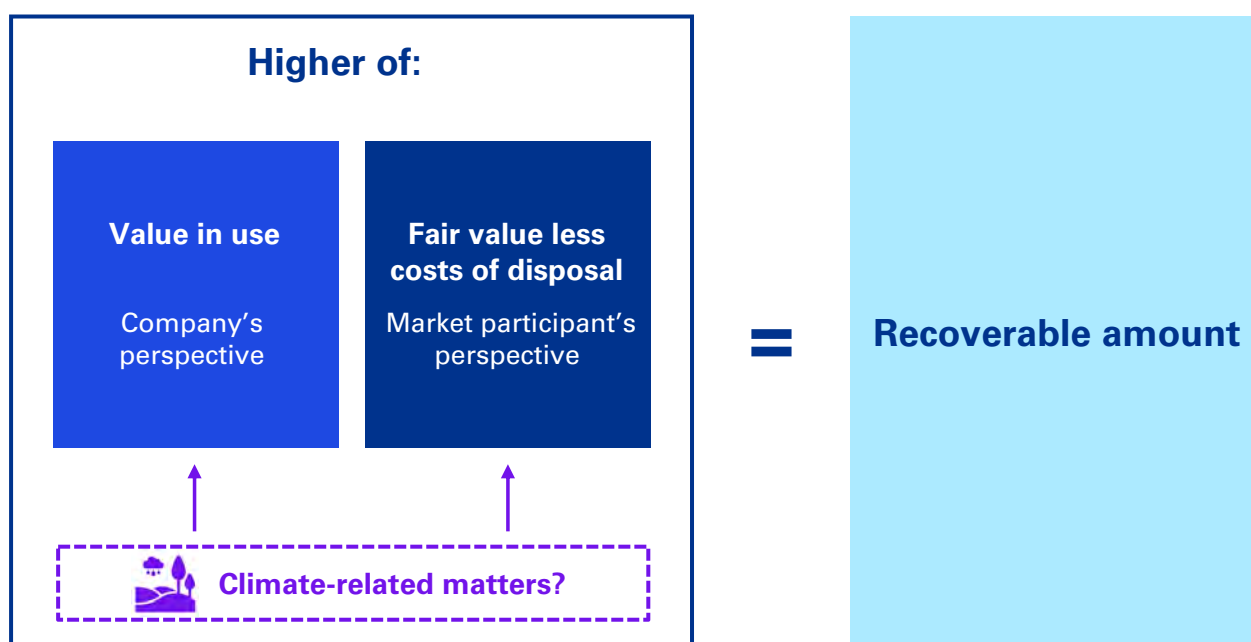 Higher of:
Value in use
Company's
perspective
Fair value less
costs of disposal
Market participant's
perspective
=
Recoverable amount
Climate-related matters?